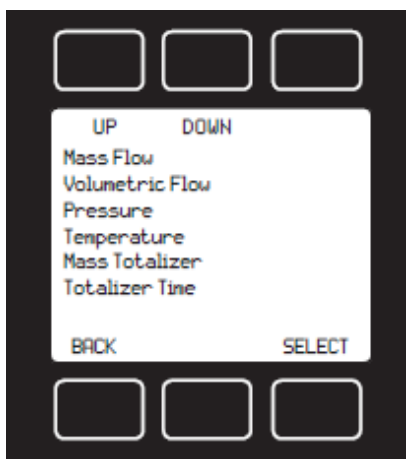 UP DOWN
Mass Flow
Volumetric Flow
Pressure
Temperature
Mass Totalizer
Totalizer Time
BACK SELECT